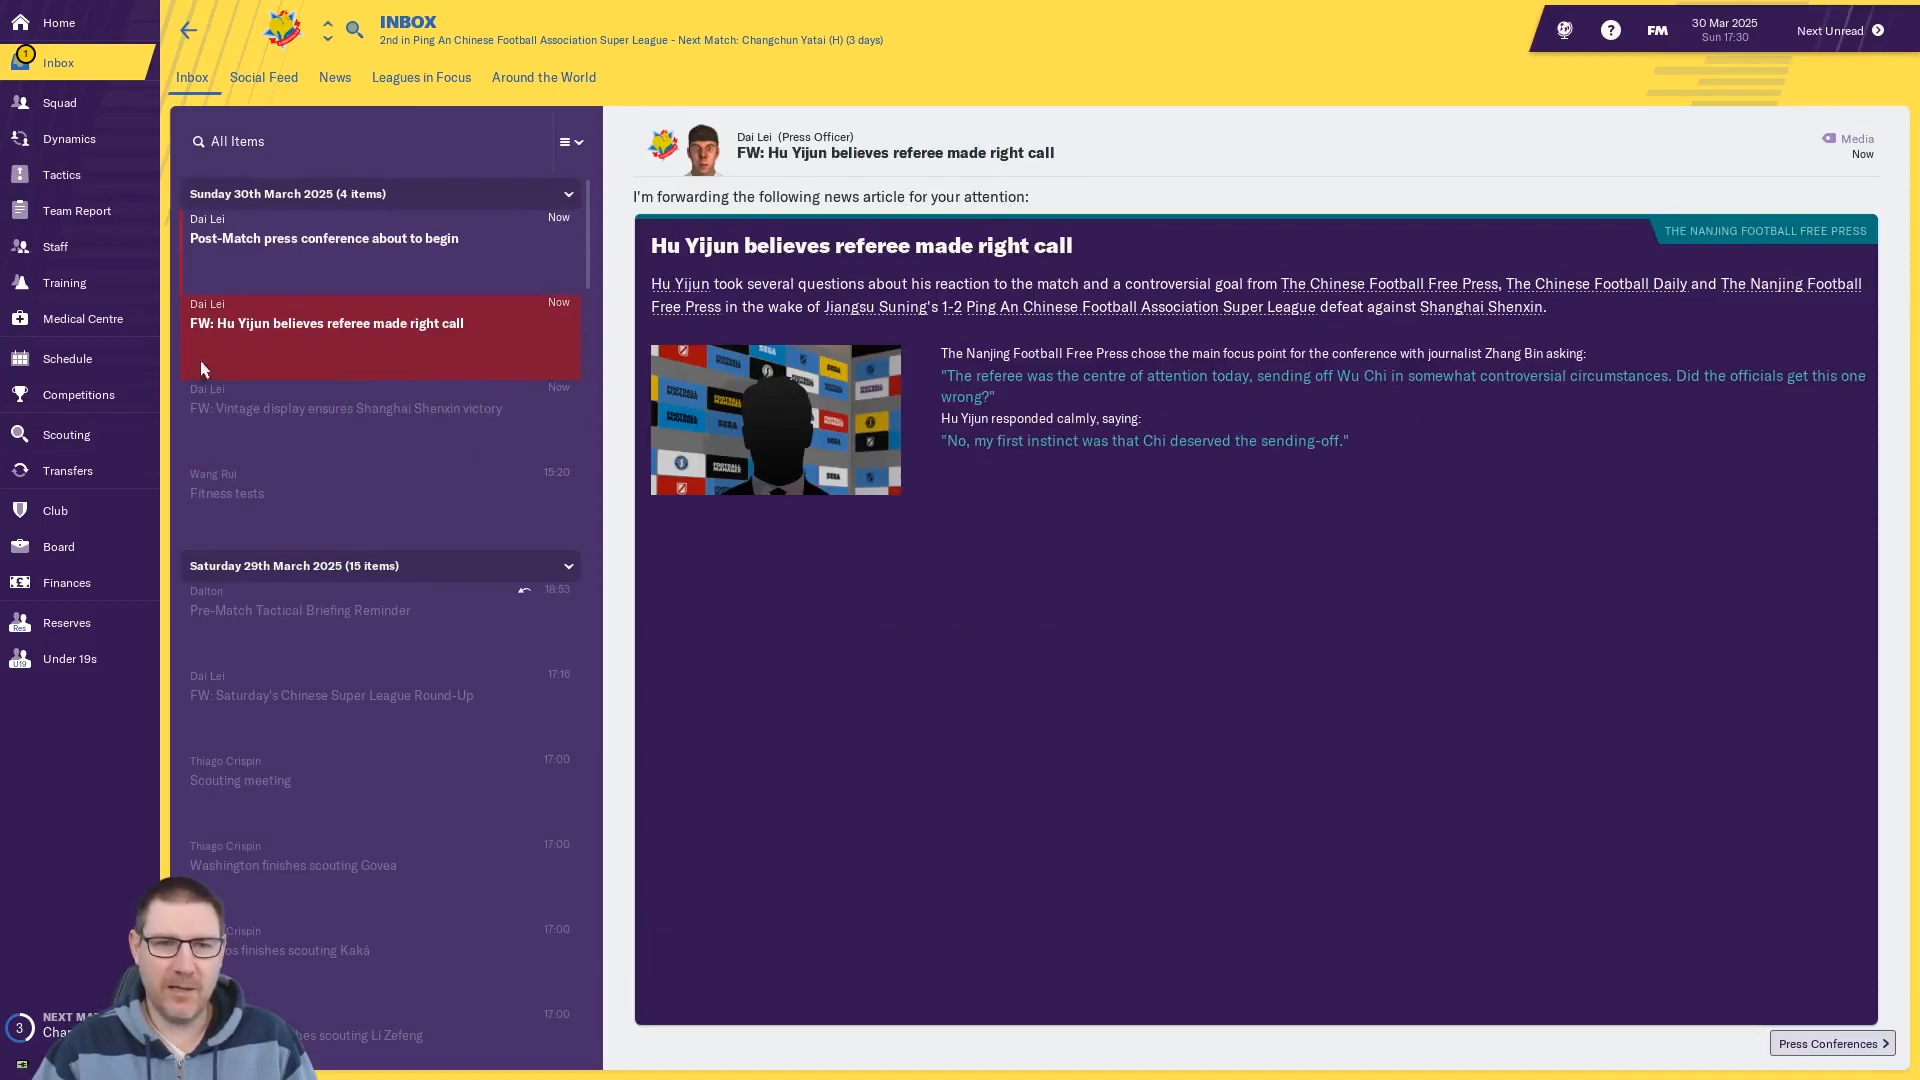 Home
1
Inbox
Squad
Dynamics
Tactics
Team Report
Staff
Training
Medical Centre
Schedule
Competitions
Scouting
Transfers
Club
Board
Finances
Res
Reserves
U19
Under 19s
3
NEXT MA
INBOX
2nd in Ping An Chinese Football Association Super League - Next Match: Changchun Yatai (H) (3 days)
FM
30 Mar 2025
Sun 17:30
Next Unread
Inbox Social Feed News Leagues in Focus Around the World
All Items
Sunday 30th March 2025 (4 items)
Dai Lei Now
Post-Match press conference about to begin
Dai Lei Now
FW: Hu Yijun believes referee made right call
Dai Lei Now
FW: Vintage display ensures Shanghai Shenxin victory
Wang Rui 15:20
Fitness tests
Saturday 29th March 2025 (15 items)
Dalton 18:53
Pre-Match Tactical Briefing Reminder
Dai Lei 17:16
FW: Saturday's Chinese Super League Round-Up
Thiago Crispin 17:00
Scouting meeting
Thiago Crispin 17:00
Washington finishes scouting Govea
Crispin 17:00
os finishes scouting Kaká
17:00
hes scouting Li Zefeng
Dai Lei (Press Officer)
FW: Hu Yijun believes referee made right call
Media
Now
I'm forwarding the following news article for your attention:
THE NANJING FOOTBALL FREE PRESS
Hu Yijun believes referee made right call
Hu Yijun took several questions about his reaction to the match and a controversial goal from The Chinese Football Free Press, The Chinese Football Daily and The Nanjing Football
Free Press in the wake of Jiangsu Suning's 1-2 Ping An Chinese Football Association Super League defeat against Shanghai Shenxin.
The Nanjing Football Free Press chose the main focus point for the conference with journalist Zhang Bin asking:
"The referee was the centre of attention today, sending off Wu Chi in somewhat controversial circumstances. Did the officials get this one
wrong?"
Hu Yijun responded calmly, saying:
"No, my first instinct was that Chi deserved the sending-off."
SEGA
FOOTBALL MANAGER
Press Conferences